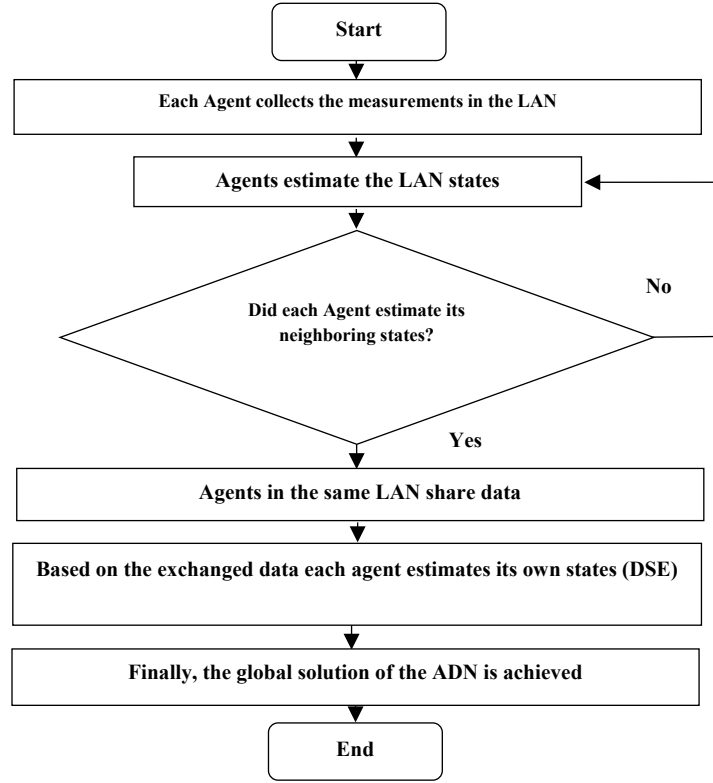 Start
Each Agent collects the measurements in the LAN
Agents estimate the LAN states
No
Did each Agent estimate its
neighboring states?
Yes
Agents in the same LAN share data
Based on the exchanged data each agent estimates its own states (DSE)
Finally, the global solution of the ADN is achieved
End